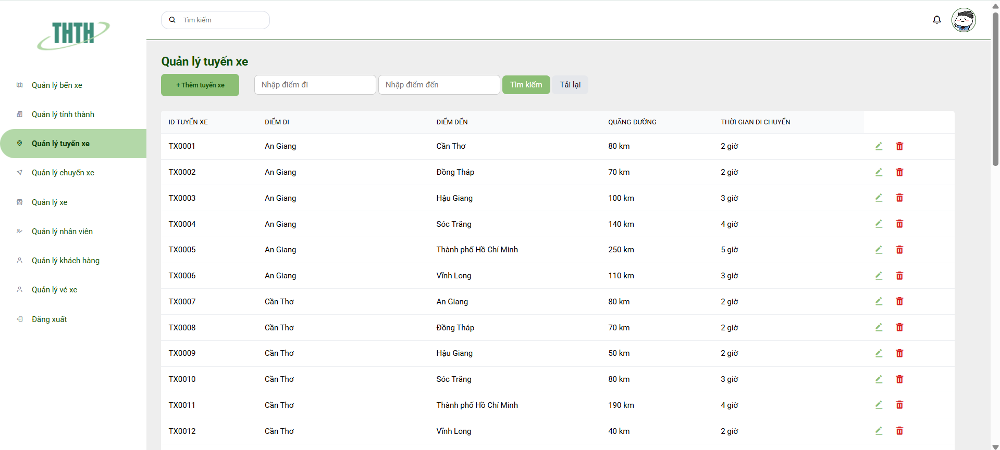 THTH
Tìm kiếm
Quản lý bến xe
Quản lý tỉnh thành
Quản lý tuyến xe
Quản lý chuyến xe
Quản lý xe
Quản lý nhân viên
Quản lý khách hàng
Quản lý vé xe
Đăng xuất
Quản lý tuyến xe
+ Thêm tuyến xe Nhập điểm đi Nhập điểm đến Tìm kiếm Tải lại
ID TUYẾN XE ĐIỂM ĐI ĐIỂM ĐẾN QUÃNG ĐƯỜNG THỜI GIAN DI CHUYỂN
TX0001 An Giang Cần Thơ 80 km 2 giờ
TX0002 An Giang Đồng Tháp 70 km 2 giờ
TX0003 An Giang Hậu Giang 100 km 3 giờ
TX0004 An Giang Sóc Trăng 140 km 4 giờ
TX0005 An Giang Thành phố Hồ Chí Minh 250 km 5 giờ
TX0006 An Giang Vĩnh Long 110 km 3 giờ
TX0007 Cần Thơ An Giang 80 km 2 giờ
TX0008 Cần Thơ Đồng Tháp 70 km 2 giờ
TX0009 Cần Thơ Hậu Giang 50 km 2 giờ
TX0010 Cần Thơ Sóc Trăng 80 km 3 giờ
TX0011 Cần Thơ Thành phố Hồ Chí Minh 190 km 4 giờ
TX0012 Cần Thơ Vĩnh Long 40 km 2 giờ